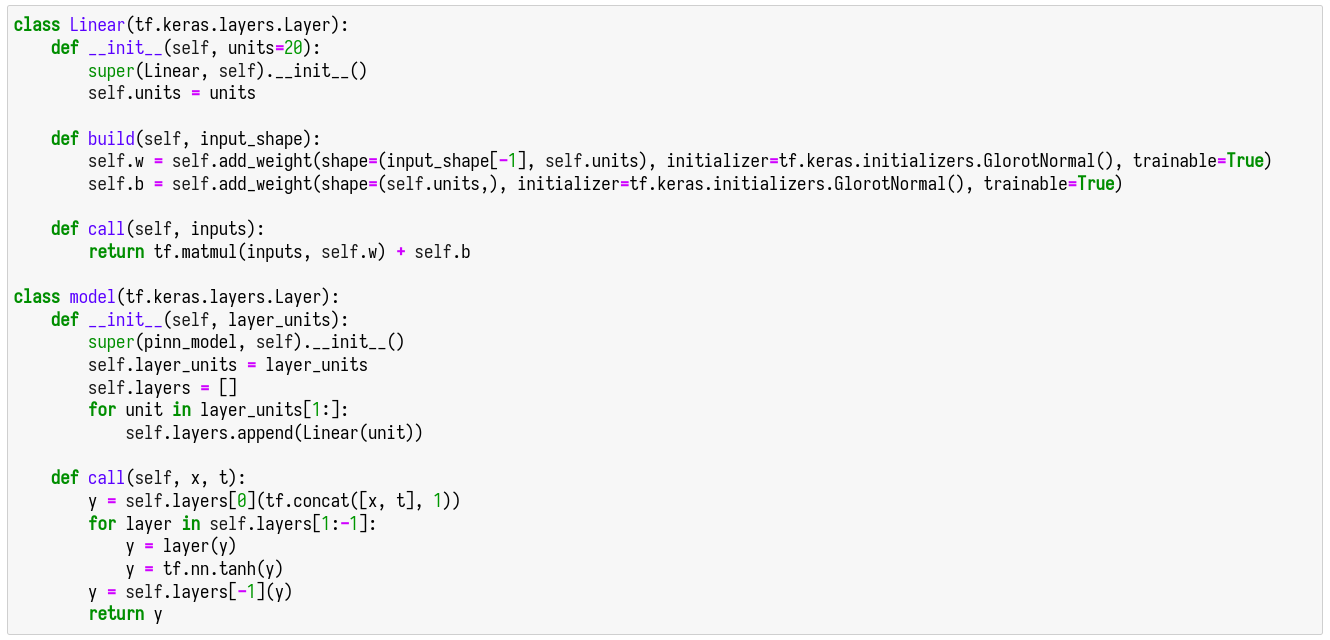 class Linear(tf.keras.layers.Layer):
    def __init__(self, units=20):
        super(Linear, self).__init__()
        self.units = units

    def build(self, input_shape):
        self.w = self.add_weight(shape=(input_shape[-1], self.units), initializer=tf.keras.initializers.GlorotNormal(), trainable=True)
        self.b = self.add_weight(shape=(self.units,), initializer=tf.keras.initializers.GlorotNormal(), trainable=True)

    def call(self, inputs):
        return tf.matmul(inputs, self.w) + self.b

class model(tf.keras.layers.Layer):
    def __init__(self, layer_units):
        super(pinn_model, self).__init__()
        self.layer_units = layer_units
        self.layers = []
        for unit in layer_units[1:]:
            self.layers.append(Linear(unit))

    def call(self, x, t):
        y = self.layers[0](tf.concat([x, t], 1))
        for layer in self.layers[1:-1]:
            y = layer(y)
            y = tf.nn.tanh(y)
        y = self.layers[-1](y)
        return y